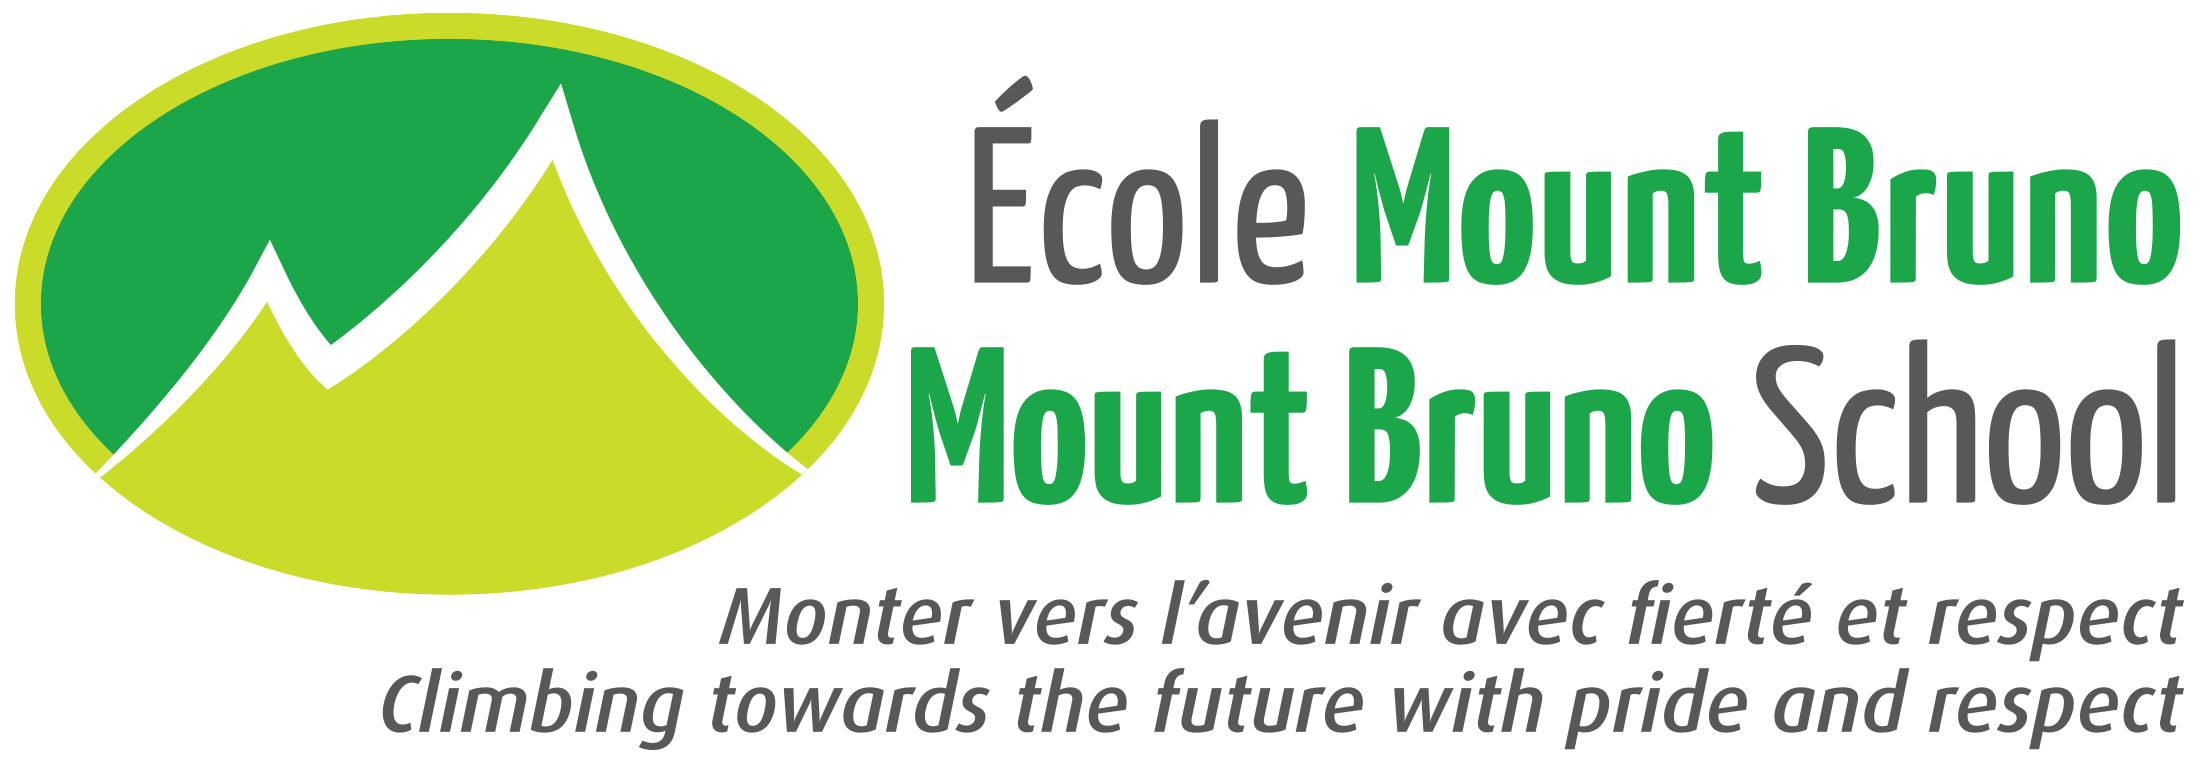 École Mount Bruno
Mount Bruno School
Monter vers l’avenir avec fierté et respect
Climbing towards the future with pride and respect